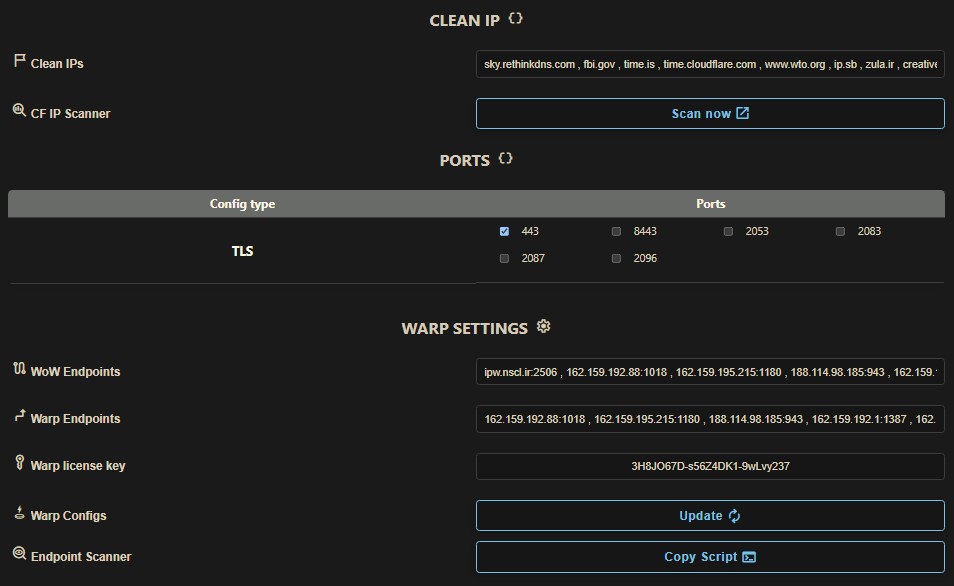 CLEAN IP {}
Clean IPs
sky.rethinkdns.com , fbi.gov , time.is , time.cloudflare.com , www.wto.org , ip.sb , zula.ir , creative
CF IP Scanner
Scan now
PORTS {}
Config type Ports
TLS
443 8443 2053 2083
2087 2096
WARP SETTINGS
WoW Endpoints
ipw.nscl.ir:2506 , 162.159.192.88:1018 , 162.159.195.215:1180 , 188.114.98.185:943 , 162.159.
Warp Endpoints
162.159.192.88:1018 , 162.159.195.215:1180 , 188.114.98.185:943 , 162.159.192.1:1387 , 162.
Warp license key
3H8JO67D-s56Z4DK1-9wLvy237
Warp Configs
Update
Endpoint Scanner
Copy Script